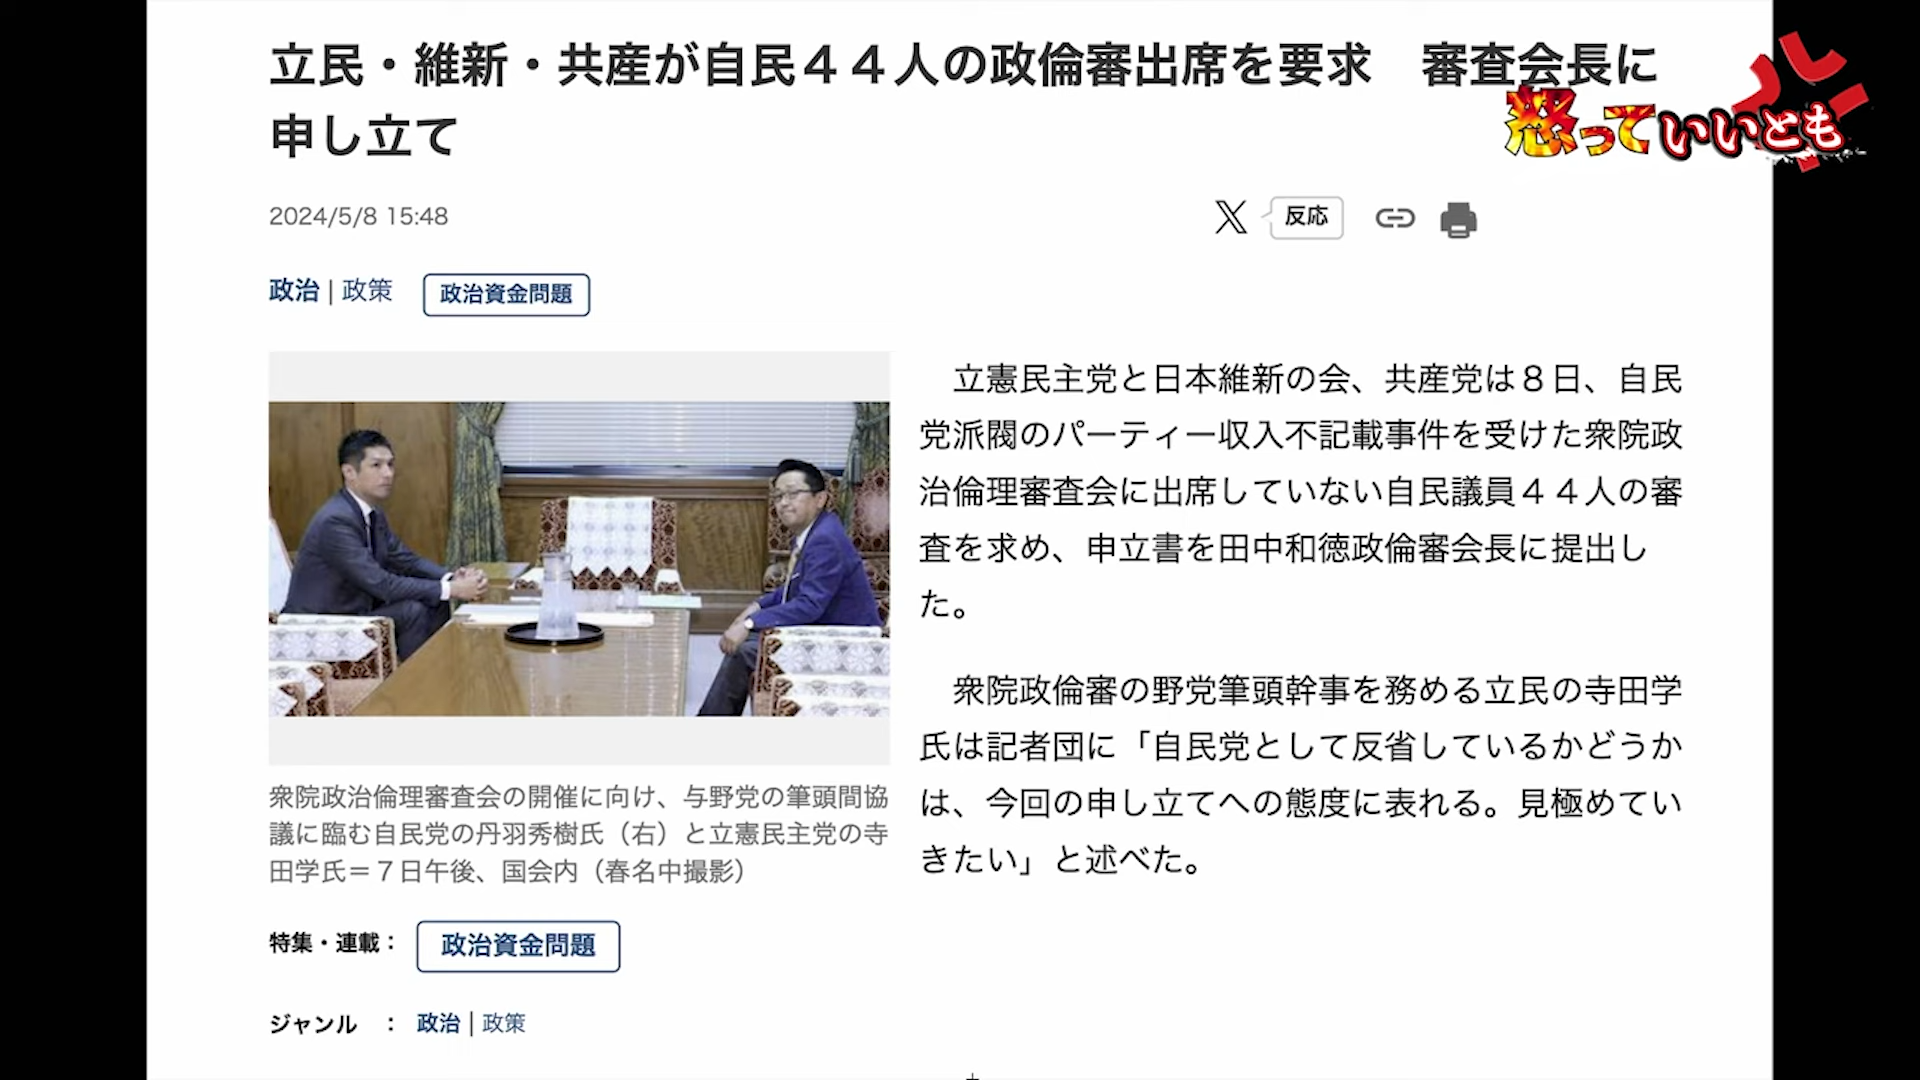 立民・維新・共産が自民４４人の政倫審出席を要求　審査会長に
申し立て
怒っていいとも
2024/5/8 15:48
反応
政治 | 政策
政治資金問題
立憲民主党と日本維新の会、共産党は８日、自民
党派閥のパーティー収入不記載事件を受けた衆院政
治倫理審査会に出席していない自民議員４４人の審
査を求め、申立書を田中和徳政倫審会長に提出し
た。
衆院政倫審の野党筆頭幹事を務める立民の寺田学
氏は記者団に「自民党として反省しているかどうか
は、今回の申し立てへの態度に表れる。見極めてい
きたい」と述べた。
衆院政治倫理審査会の開催に向け、与野党の筆頭間協
議に臨む自民党の丹羽秀樹氏（右）と立憲民主党の寺
田学氏＝７日午後、国会内（春名中撮影）
特集・連載：
政治資金問題
ジャンル ：
政治 | 政策